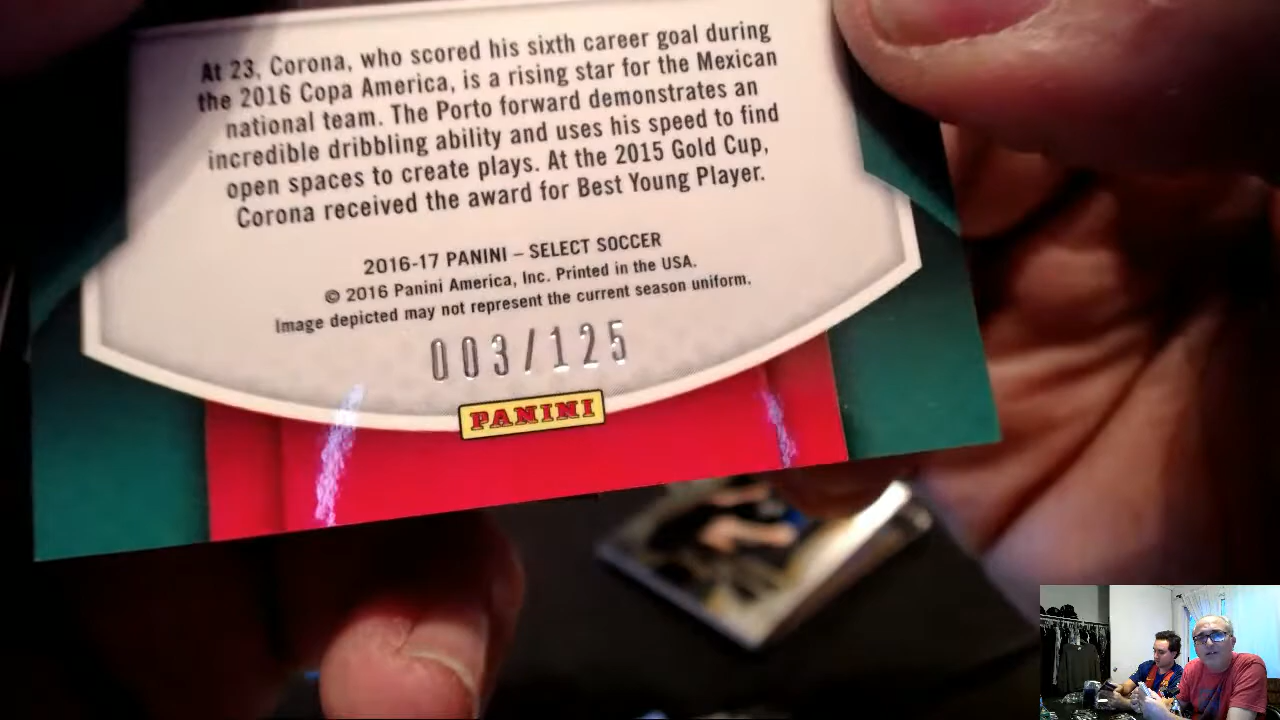 At 23, Corona, who scored his sixth career goal during
the 2016 Copa America, is a rising star for the Mexican
national team. The Porto forward demonstrates an
incredible dribbling ability and uses his speed to find
open spaces to create plays. At the 2015 Gold Cup,
Corona received the award for Best Young Player.
2016-17 PANINI – SELECT SOCCER
© 2016 Panini America, Inc. Printed in the USA.
Image depicted may not represent the current season uniform.
003/125
PANINI